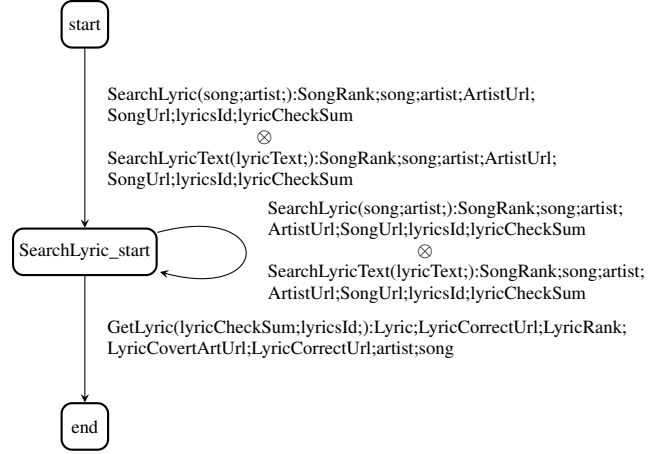 start
SearchLyric(song;artist;):SongRank;song;artist;ArtistUrl;
SongUrl;lyricsId;lyricCheckSum
⊗
SearchLyricText(lyricText;):SongRank;song;artist;ArtistUrl;
SongUrl;lyricsId;lyricCheckSum
SearchLyric(song;artist;):SongRank;song;artist;
ArtistUrl;SongUrl;lyricsId;lyricCheckSum
⊗
SearchLyricText(lyricText;):SongRank;song;artist;
ArtistUrl;SongUrl;lyricsId;lyricCheckSum
SearchLyric_start
GetLyric(lyricCheckSum;lyricsId;):Lyric;LyricCorrectUrl;LyricRank;
LyricCovertArtUrl;LyricCorrectUrl;artist;song
end